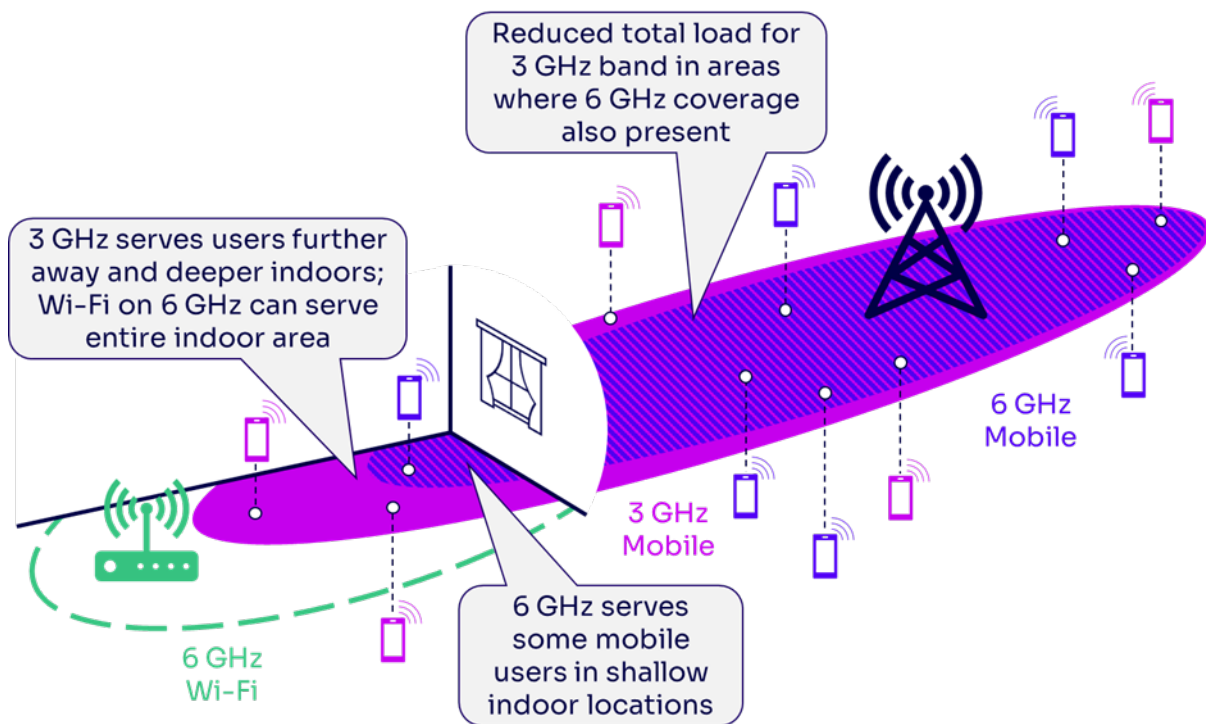 Reduced total load for
3 GHz band in areas
where 6 GHz coverage
also present
3 GHz serves users further
away and deeper indoors;
Wi-Fi on 6 GHz can serve
entire indoor area
6 GHz
Mobile
3 GHz
Mobile
6 GHz serves
some mobile
users in shallow
indoor locations
6 GHz
Wi-Fi